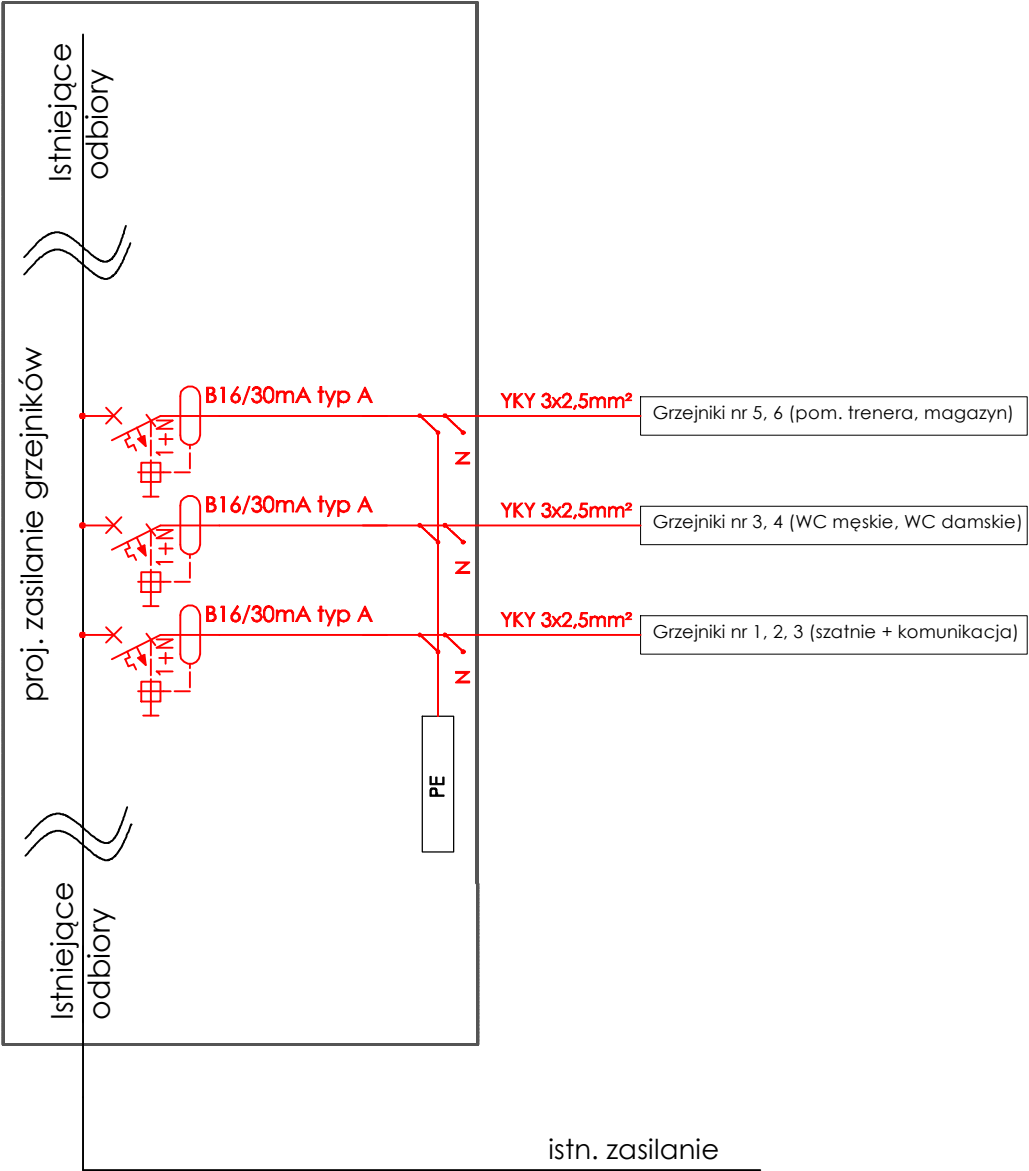 Istniejące
odbiory
proj. zasilanie grzejników
B16/30mA typ A
1+N
N
YKY 3x2,5mm²
Grzejniki nr 5, 6 (pom. trenera, magazyn)
B16/30mA typ A
1+N
N
YKY 3x2,5mm²
Grzejniki nr 3, 4 (WC męskie, WC damskie)
B16/30mA typ A
1+N
N
YKY 3x2,5mm²
Grzejniki nr 1, 2, 3 (szatnie + komunikacja)
PE
Istniejące
odbiory
istn. zasilanie